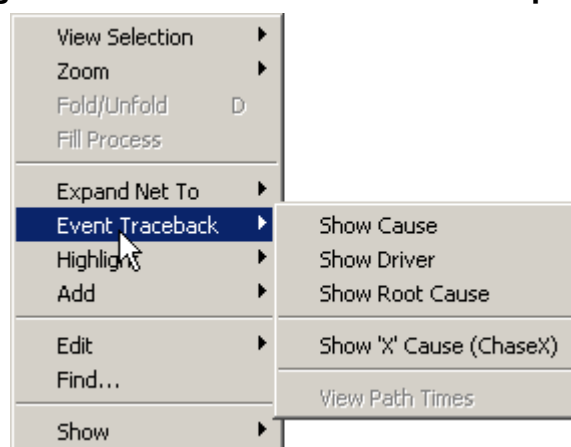 View Selection
Zoom
Fold/Unfold D
Fill Process
Expand Net To
Event Traceback
Highlight
Add
Edit
Find...
Show
Show Cause
Show Driver
Show Root Cause
Show 'X' Cause (ChaseX)
View Path Times